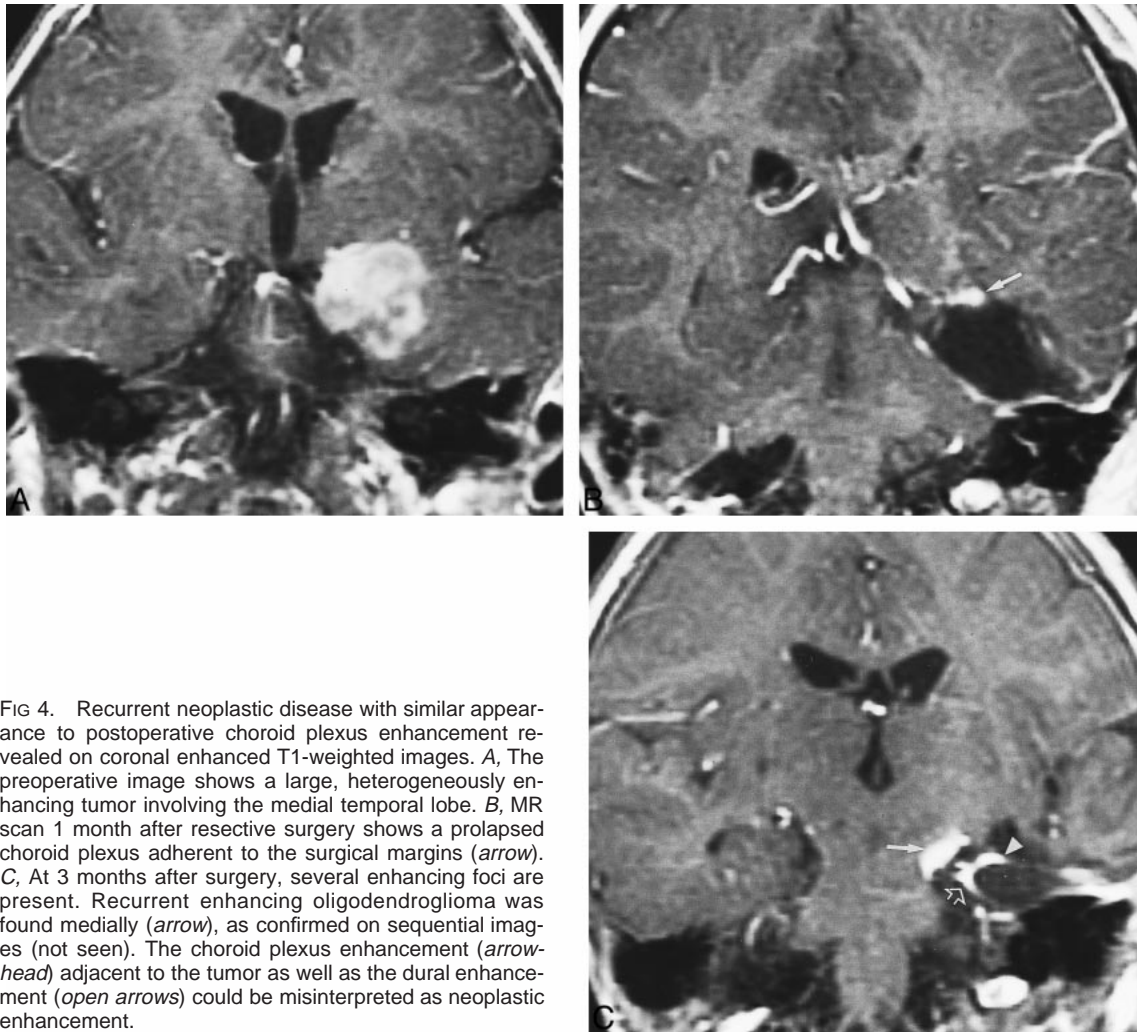 A
B
FIG 4. Recurrent neoplastic disease with similar appear-
ance to postoperative choroid plexus enhancement re-
vealed on coronal enhanced T1-weighted images. A, The
preoperative image shows a large, heterogeneously en-
hancing tumor involving the medial temporal lobe. B, MR
scan 1 month after resective surgery shows a prolapsed
choroid plexus adherent to the surgical margins (arrow).
C, At 3 months after surgery, several enhancing foci are
present. Recurrent enhancing oligodendroglioma was
found medially (arrow), as confirmed on sequential imag-
es (not seen). The choroid plexus enhancement (arrow-
head) adjacent to the tumor as well as the dural enhance-
ment (open arrows) could be misinterpreted as neoplastic
enhancement.
C